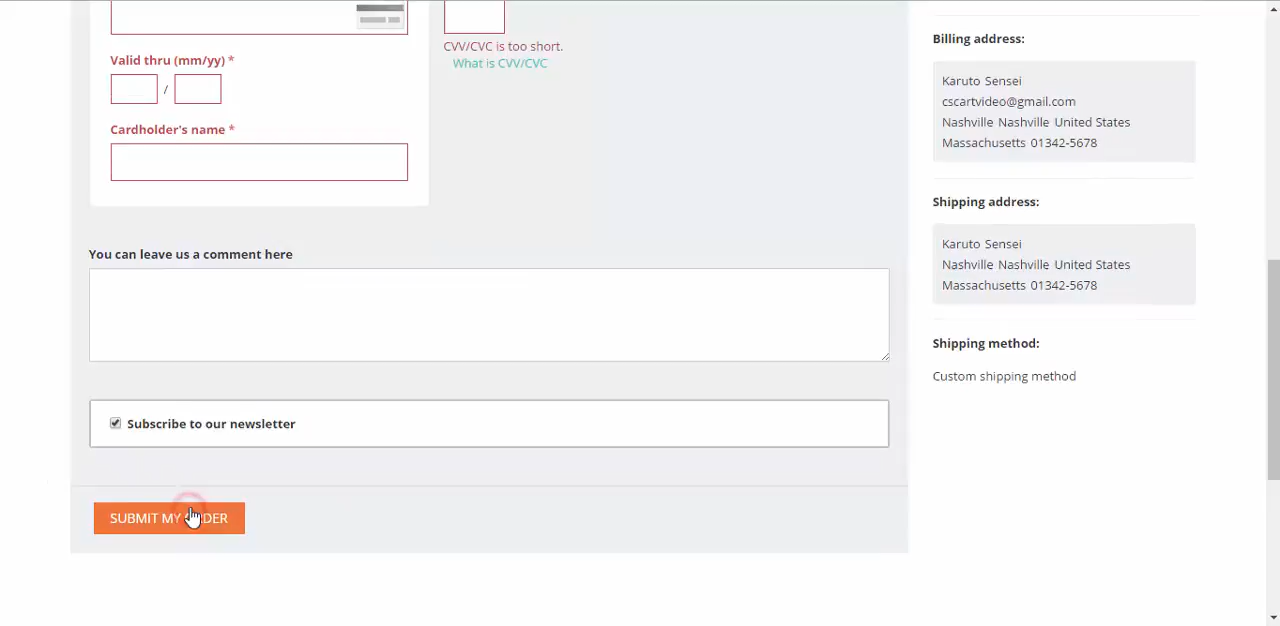 CVV/CVC is too short.
What is CVV/CVC
Valid thru (mm/yy) *
/
Cardholder's name *
You can leave us a comment here
Subscribe to our newsletter
SUBMIT MY ORDER
Billing address:
Karuto Sensei
cscartvideo@gmail.com
Nashville Nashville United States
Massachusetts 01342-5678
Shipping address:
Karuto Sensei
Nashville Nashville United States
Massachusetts 01342-5678
Shipping method:
Custom shipping method